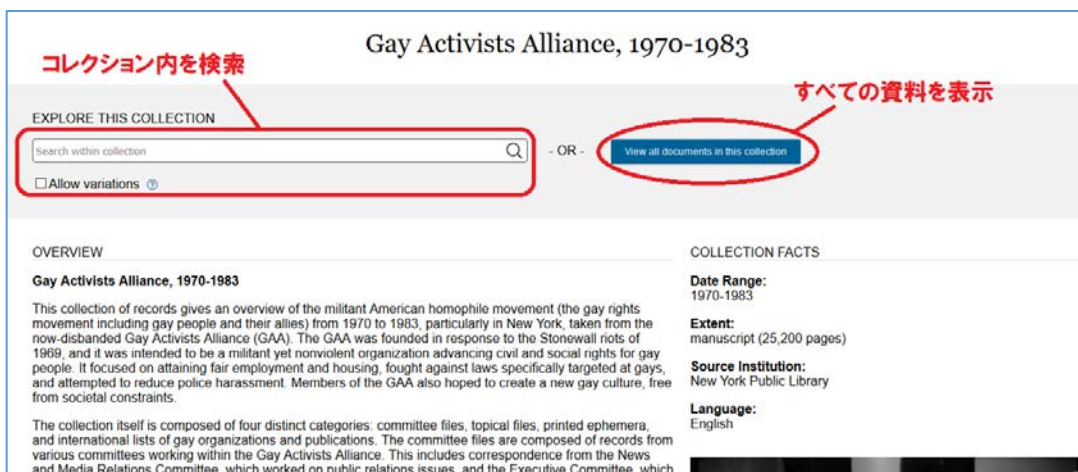 Gay Activists Alliance, 1970-1983
コレクション内を検索
すべての資料を表示
EXPLORE THIS COLLECTION
Search within collection
- OR -
View all documents in this collection
Allow variations ?
OVERVIEW
Gay Activists Alliance, 1970-1983
This collection of records gives an overview of the militant American homophile movement (the gay rights
movement including gay people and their allies) from 1970 to 1983, particularly in New York, taken from the
now-disbanded Gay Activists Alliance (GAA). The GAA was founded in response to the Stonewall riots of
1969, and it was intended to be a militant yet nonviolent organization advancing civil and social rights for gay
people. It focused on attaining fair employment and housing, fought against laws specifically targeted at gays,
and attempted to reduce police harassment. Members of the GAA also hoped to create a new gay culture, free
from societal constraints.
The collection itself is composed of four distinct categories: committee files, topical files, printed ephemera,
and international lists of gay organizations and publications. The committee files are composed of records from
various committees working within the Gay Activists Alliance. This includes correspondence from the News
and Media Relations Committee, which worked on public relations issues, and the Executive Committee, which
COLLECTION FACTS
Date Range:
1970-1983
Extent:
manuscript (25,200 pages)
Source Institution:
New York Public Library
Language:
English